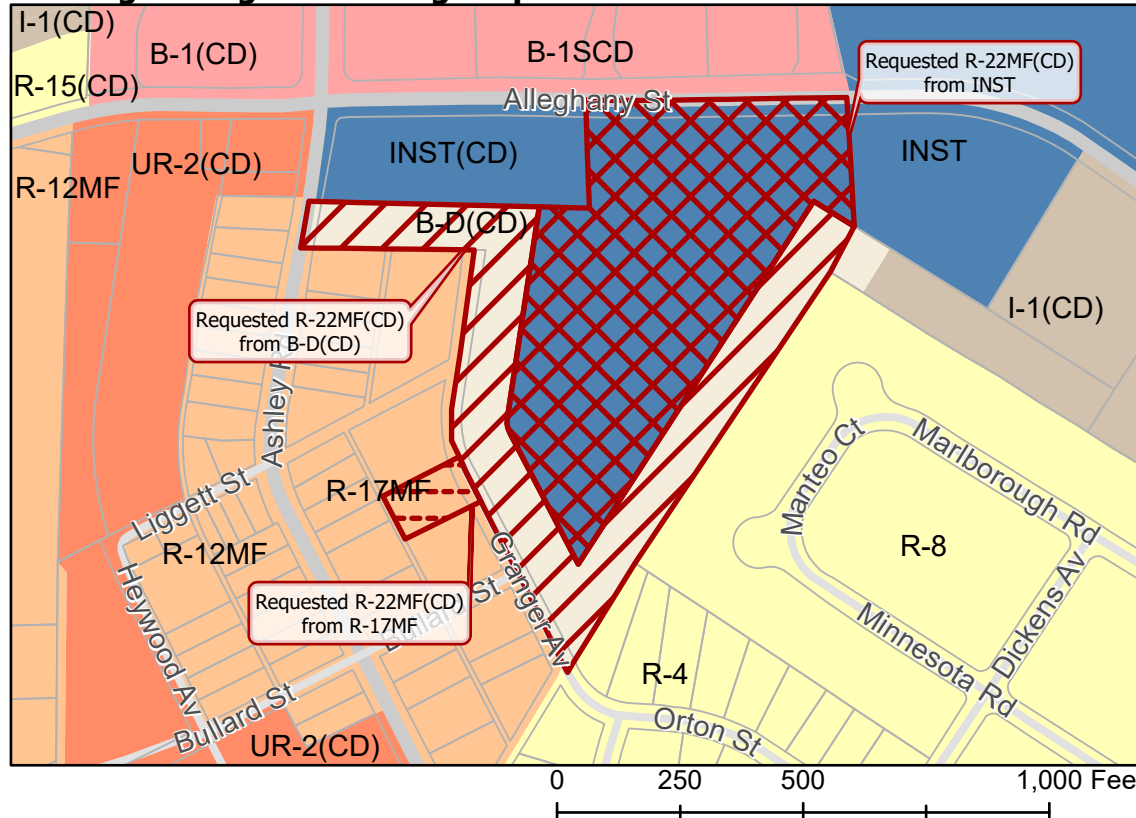 I-1(CD)
B-1(CD)
B-1SCD
R-15(CD)
Requested R-22MF(CD)
from INST
Alleghany St
UR-2(CD)
INST(CD)
INST
R-12MF
B-D(CD)
Requested R-22MF(CD)
from B-D(CD)
I-1(CD)
Ashley Rd
Manteo Ct
Marlborough Rd
R-17MF
Liggett St
R-8
R-12MF
Granger Av
Heywood Av
Requested R-22MF(CD)
from R-17MF
Bullard St
Minnesota Rd
Dickens Av
R-4
Bullard St
Orton St
UR-2(CD)
0 250 500 1,000 Fee